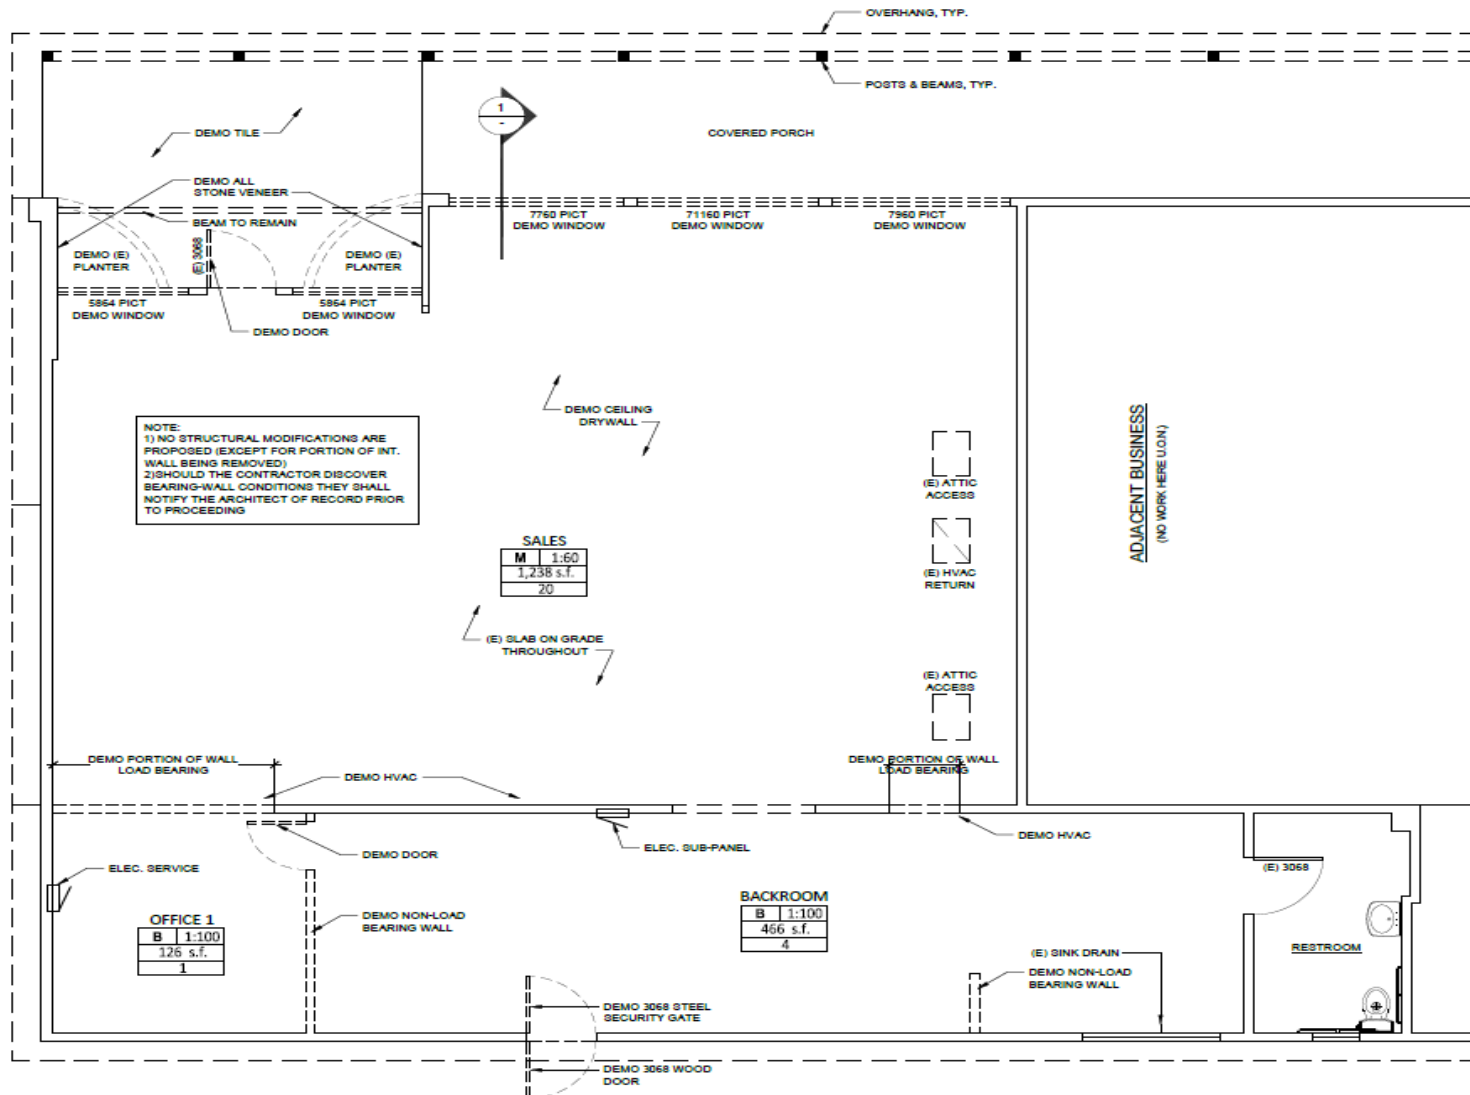 OVERHANG, TYP.
POSTS & BEAMS, TYP.
1
-
DEMO TILE
COVERED PORCH
DEMO ALL
STONE VENEER
BEAM TO REMAIN
7760 PICT
DEMO WINDOW
71160 PICT
DEMO WINDOW
7960 PICT
DEMO WINDOW
DEMO (E)
PLANTER
(E) 3068
DEMO (E)
PLANTER
5864 PICT
DEMO WINDOW
5864 PICT
DEMO WINDOW
DEMO DOOR
DEMO CEILING
DRYWALL
NOTE:
1) NO STRUCTURAL MODIFICATIONS ARE
PROPOSED (EXCEPT FOR PORTION OF INT.
WALL BEING REMOVED)
2)SHOULD THE CONTRACTOR DISCOVER
BEARING-WALL CONDITIONS THEY SHALL
NOTIFY THE ARCHITECT OF RECORD PRIOR
TO PROCEEDING
(E) ATTIC
ACCESS
ADJACENT BUSINESS
(NO WORK HERE U.O.N.)
SALES
M 1:60
1,238 s.f.
20
(E) HVAC
RETURN
(E) SLAB ON GRADE
THROUGHOUT
(E) ATTIC
ACCESS
DEMO PORTION OF WALL
LOAD BEARING
DEMO HVAC
DEMO PORTION OF WALL
LOAD BEARING
DEMO HVAC
DEMO DOOR
ELEC. SUB-PANEL
ELEC. SERVICE
(E) 3068
OFFICE 1
B 1:100
126 s.f.
1
DEMO NON-LOAD
BEARING WALL
BACKROOM
B 1:100
466 s.f.
4
RESTROOM
(E) SINK DRAIN
DEMO NON-LOAD
BEARING WALL
DEMO 3068 STEEL
SECURITY GATE
DEMO 3068 WOOD
DOOR